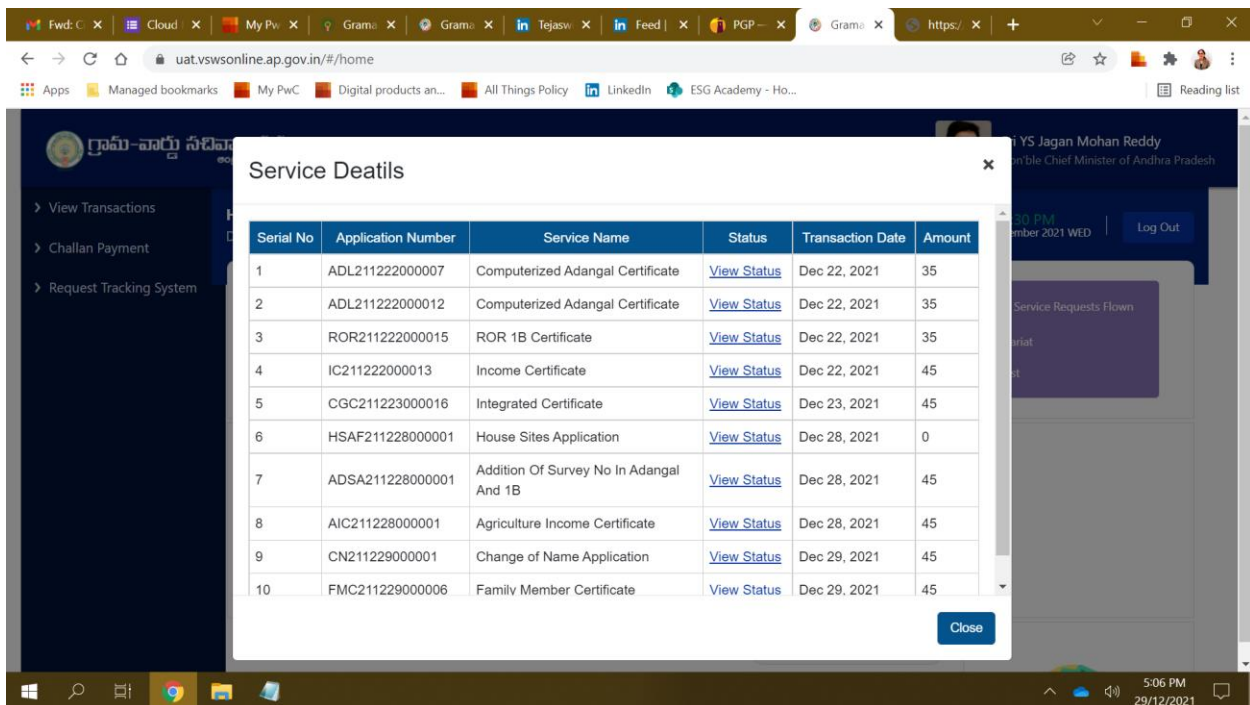 Fwd: C
Cloud
My Pw
Grama
Grama
Tejasw
Feed |
PGP –
Grama
https:/
uat.vswsonline.ap.gov.in/#/home
Apps Managed bookmarks My PwC Digital products an... All Things Policy LinkedIn ESG Academy - Ho... Reading list
గ్రామ-వార్డు సచివా
YS Jagan Mohan Reddy
on'ble Chief Minister of Andhra Pradesh
View Transactions
Challan Payment
Request Tracking System
:30 PM
ember 2021 WED
Log Out
Service Requests Flown
ariat
st
Service Deatils
Serial No Application Number Service Name Status Transaction Date Amount
1 ADL211222000007 Computerized Adangal Certificate View Status Dec 22, 2021 35
2 ADL211222000012 Computerized Adangal Certificate View Status Dec 22, 2021 35
3 ROR211222000015 ROR 1B Certificate View Status Dec 22, 2021 35
4 IC211222000013 Income Certificate View Status Dec 22, 2021 45
5 CGC211223000016 Integrated Certificate View Status Dec 23, 2021 45
6 HSAF211228000001 House Sites Application View Status Dec 28, 2021 0
7 ADSA211228000001 Addition Of Survey No In Adangal And 1B View Status Dec 28, 2021 45
8 AIC211228000001 Agriculture Income Certificate View Status Dec 28, 2021 45
9 CN211229000001 Change of Name Application View Status Dec 29, 2021 45
10 FMC211229000006 Family Member Certificate View Status Dec 29, 2021 45
Close
5:06 PM
29/12/2021